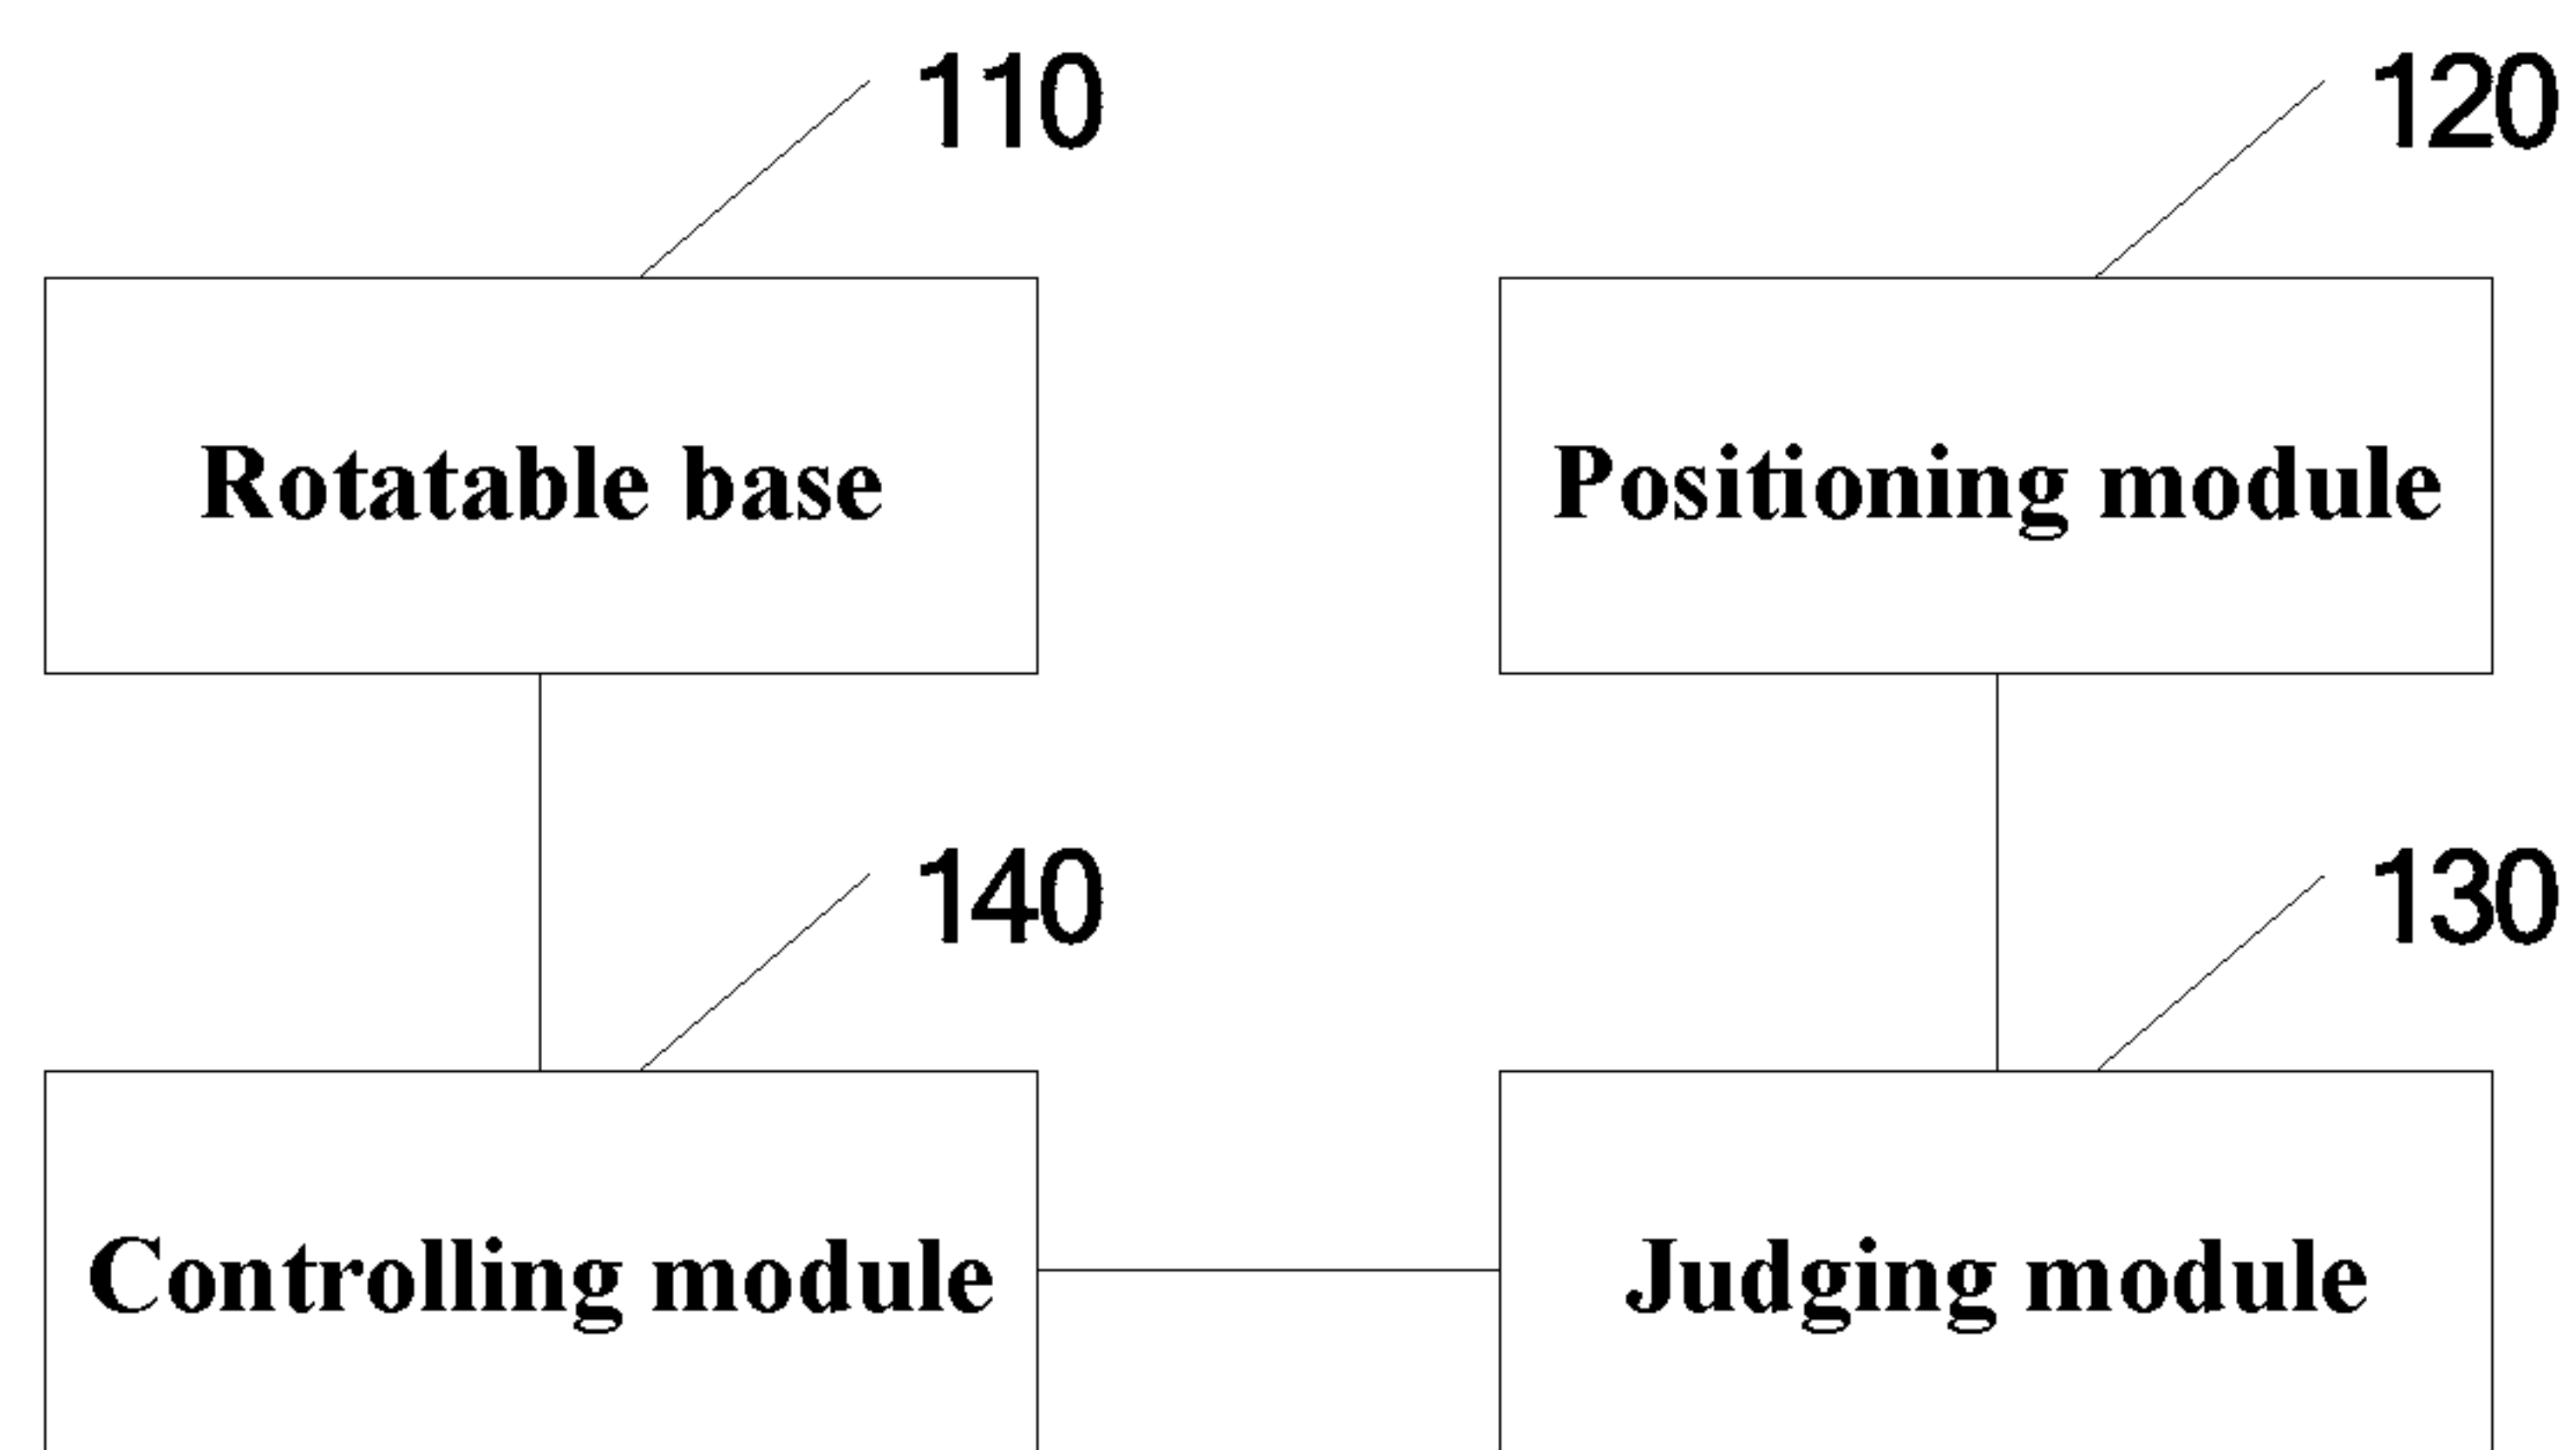 110
120
Rotatable base
Positioning module
140
130
Controlling module
Judging module